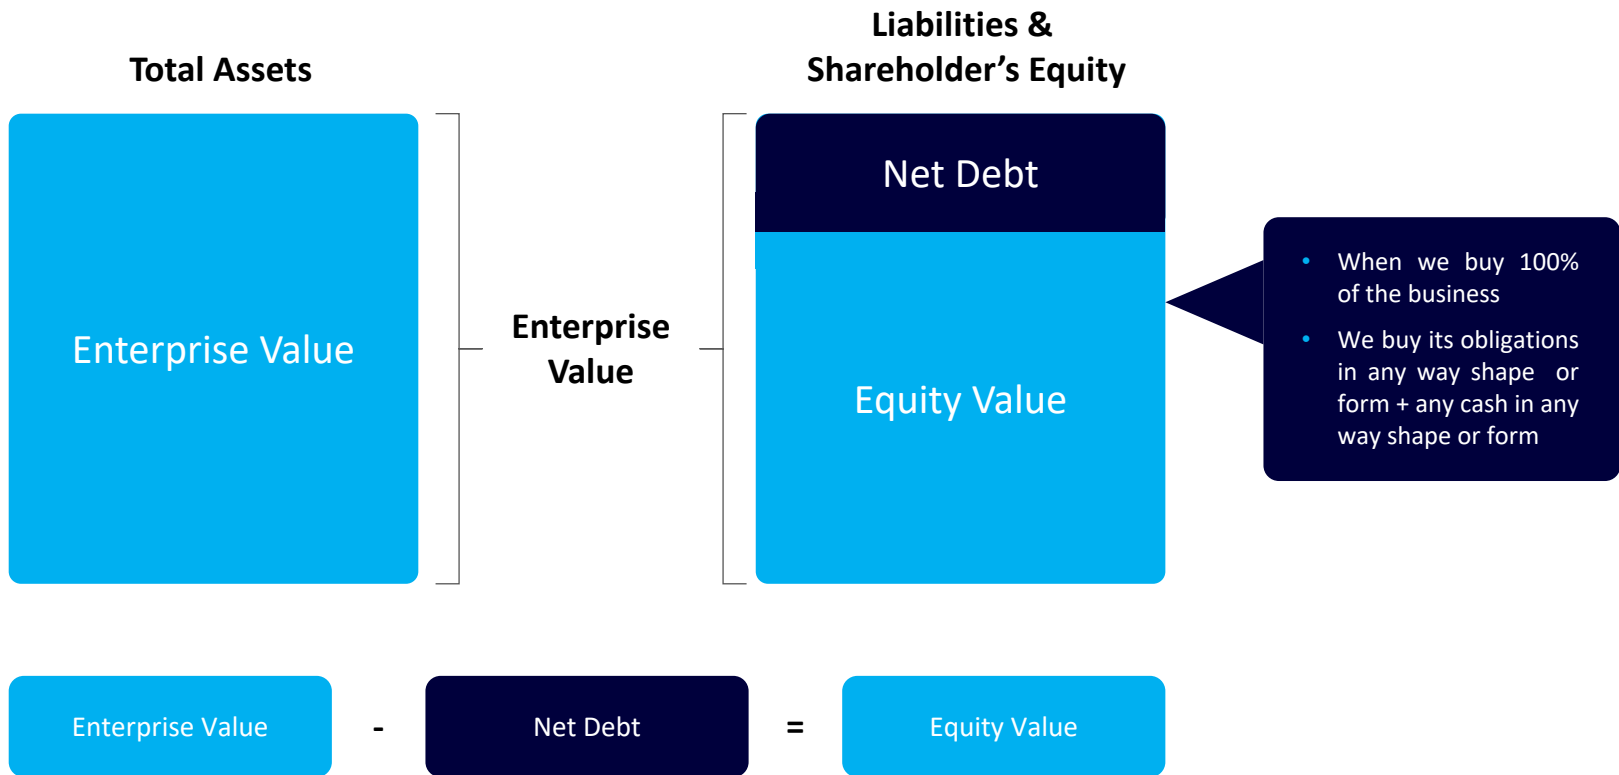 Total Assets
Liabilities &
Shareholder’s Equity
Enterprise Value
Enterprise
Value
Net Debt
Equity Value
• When we buy 100%
of the business
• We buy its obligations
in any way shape or
form + any cash in any
way shape or form
Enterprise Value - Net Debt = Equity Value